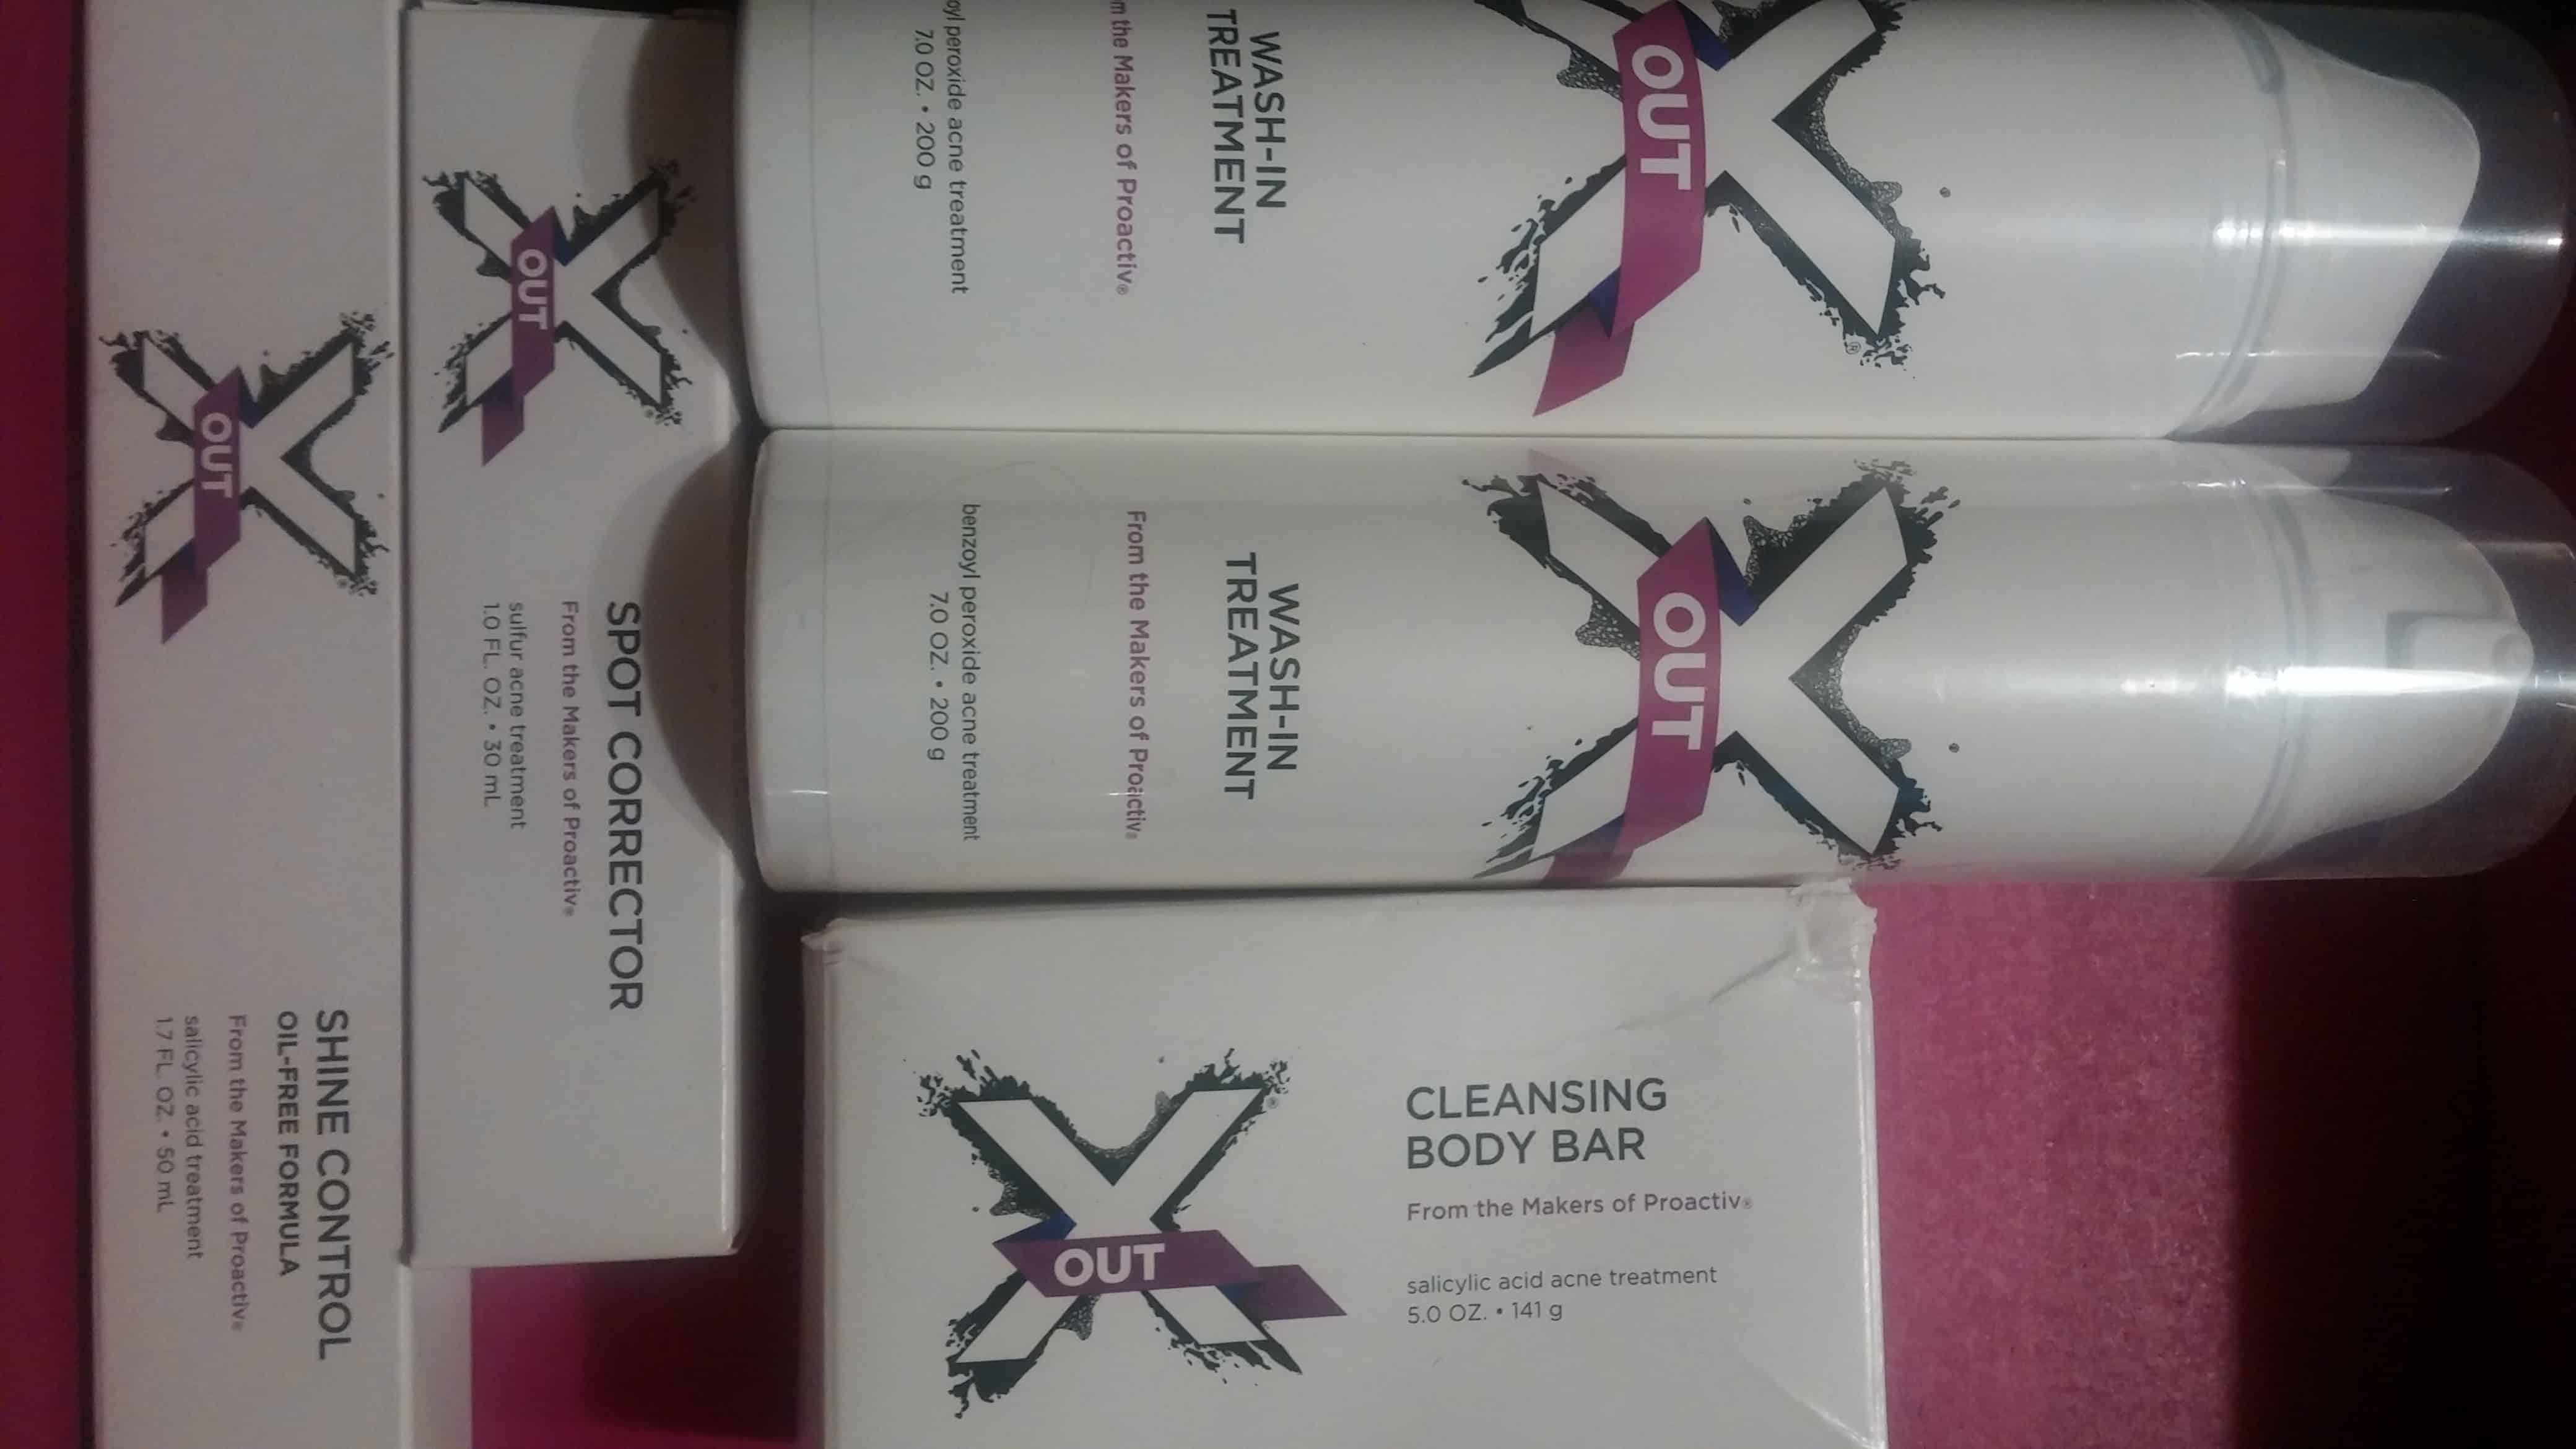 X
OUT
WASH-IN
TREATMENT
the Makers of Proactiv®
peroxide acne treatment
7.0 OZ. • 200 g
X
OUT
WASH-IN
TREATMENT
From the Makers of Proactiv®
benzoyl peroxide acne treatment
7.0 OZ. • 200 g
X
OUT
SPOT CORRECTOR
From the Makers of Proactiv®
sulfur acne treatment
1.0 FL. OZ. • 30 mL
X
OUT
SHINE CONTROL
OIL-FREE FORMULA
From the Makers of Proactiv®
salicylic acid acne treatment
1.7 FL. OZ. • 50 mL
X
OUT
CLEANSING
BODY BAR
From the Makers of Proactiv®
salicylic acid acne treatment
5.0 OZ. • 141 g